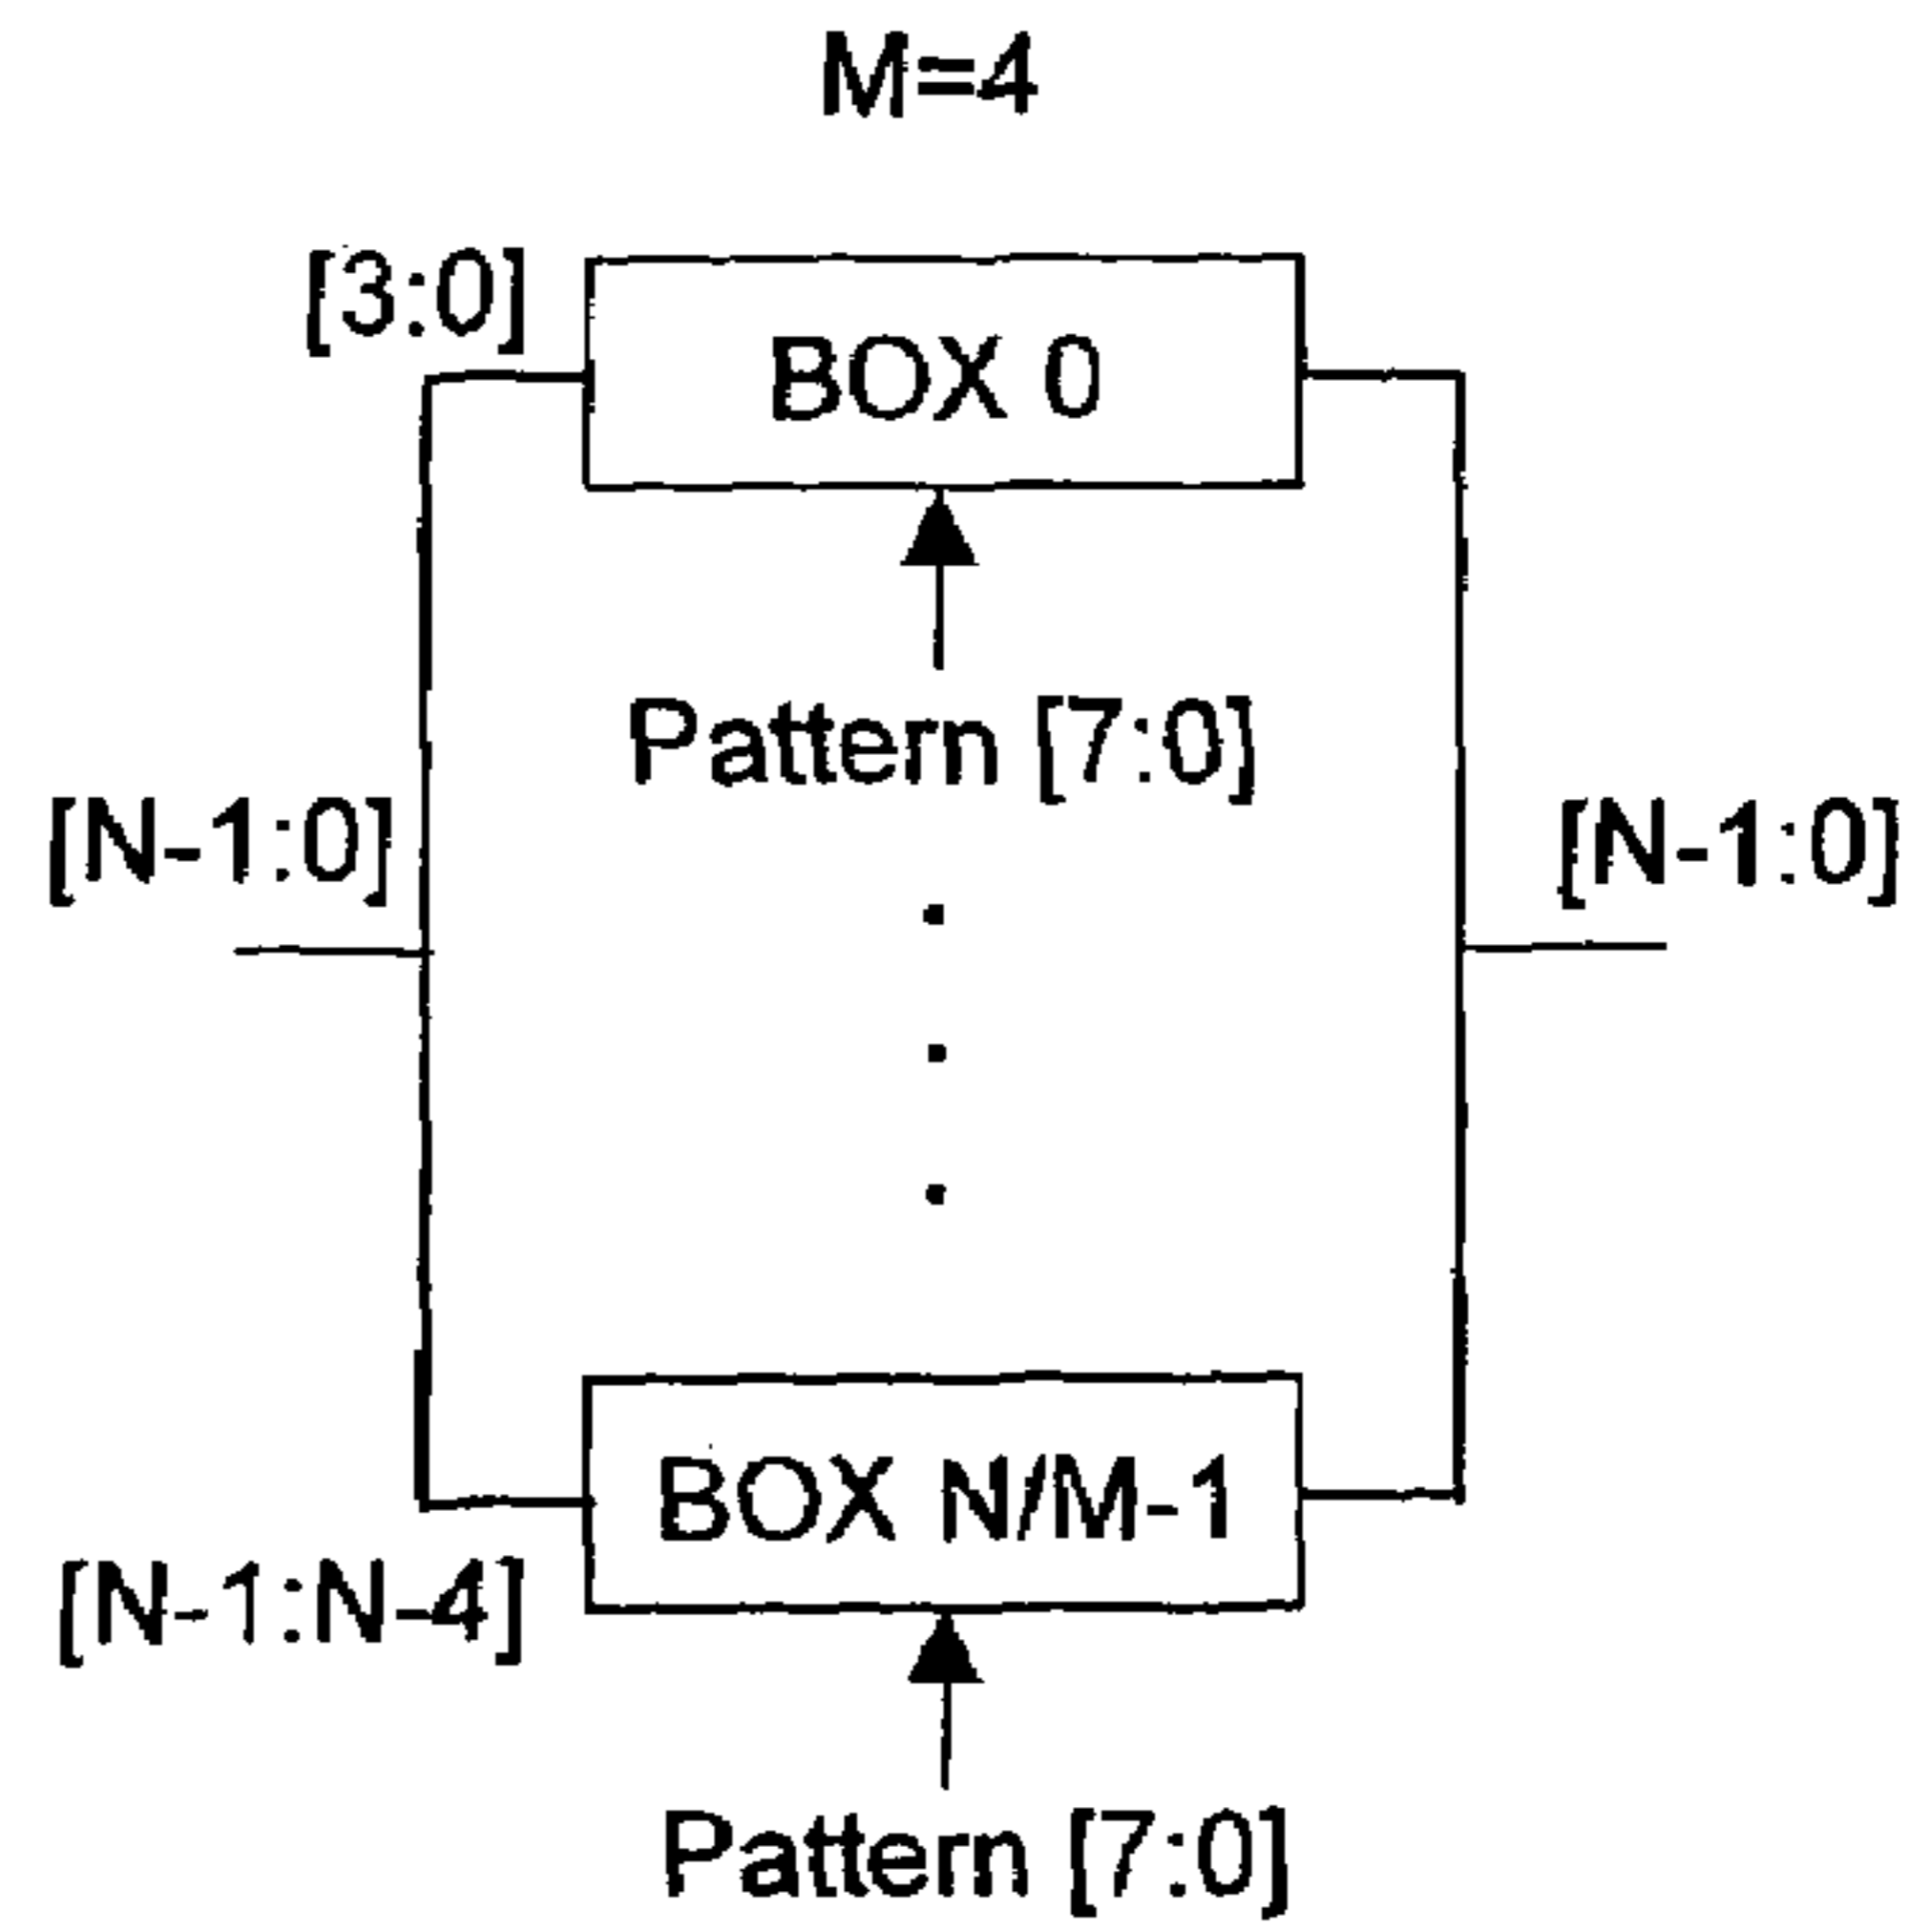 M=4
[3:0]
BOX 0
Pattern [7:0]
[N-1:0]
[N-1:0]
BOX N/M-1
[N-1:N-4]
Pattern [7:0]